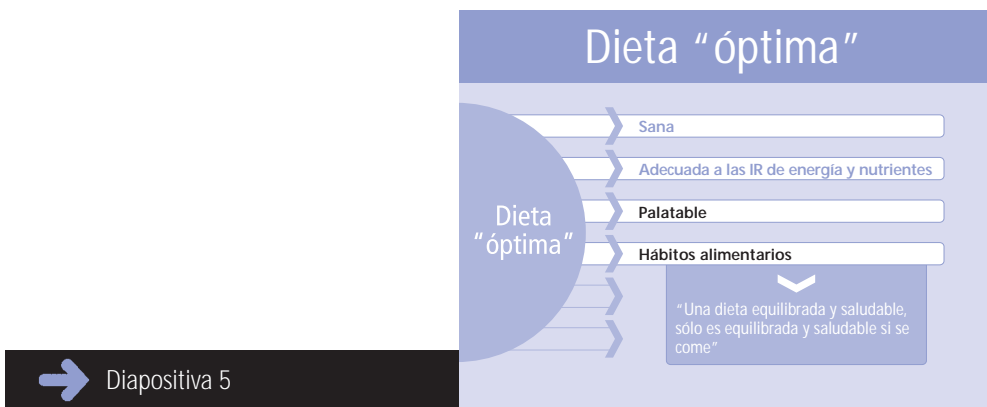 Dieta “óptima”
Sana
Adecuada a las IR de energía y nutrientes
Palatable
Hábitos alimentarios
Dieta
“óptima”
“Una dieta equilibrada y saludable,
sólo es equilibrada y saludable si se
come”
Diapositiva 5